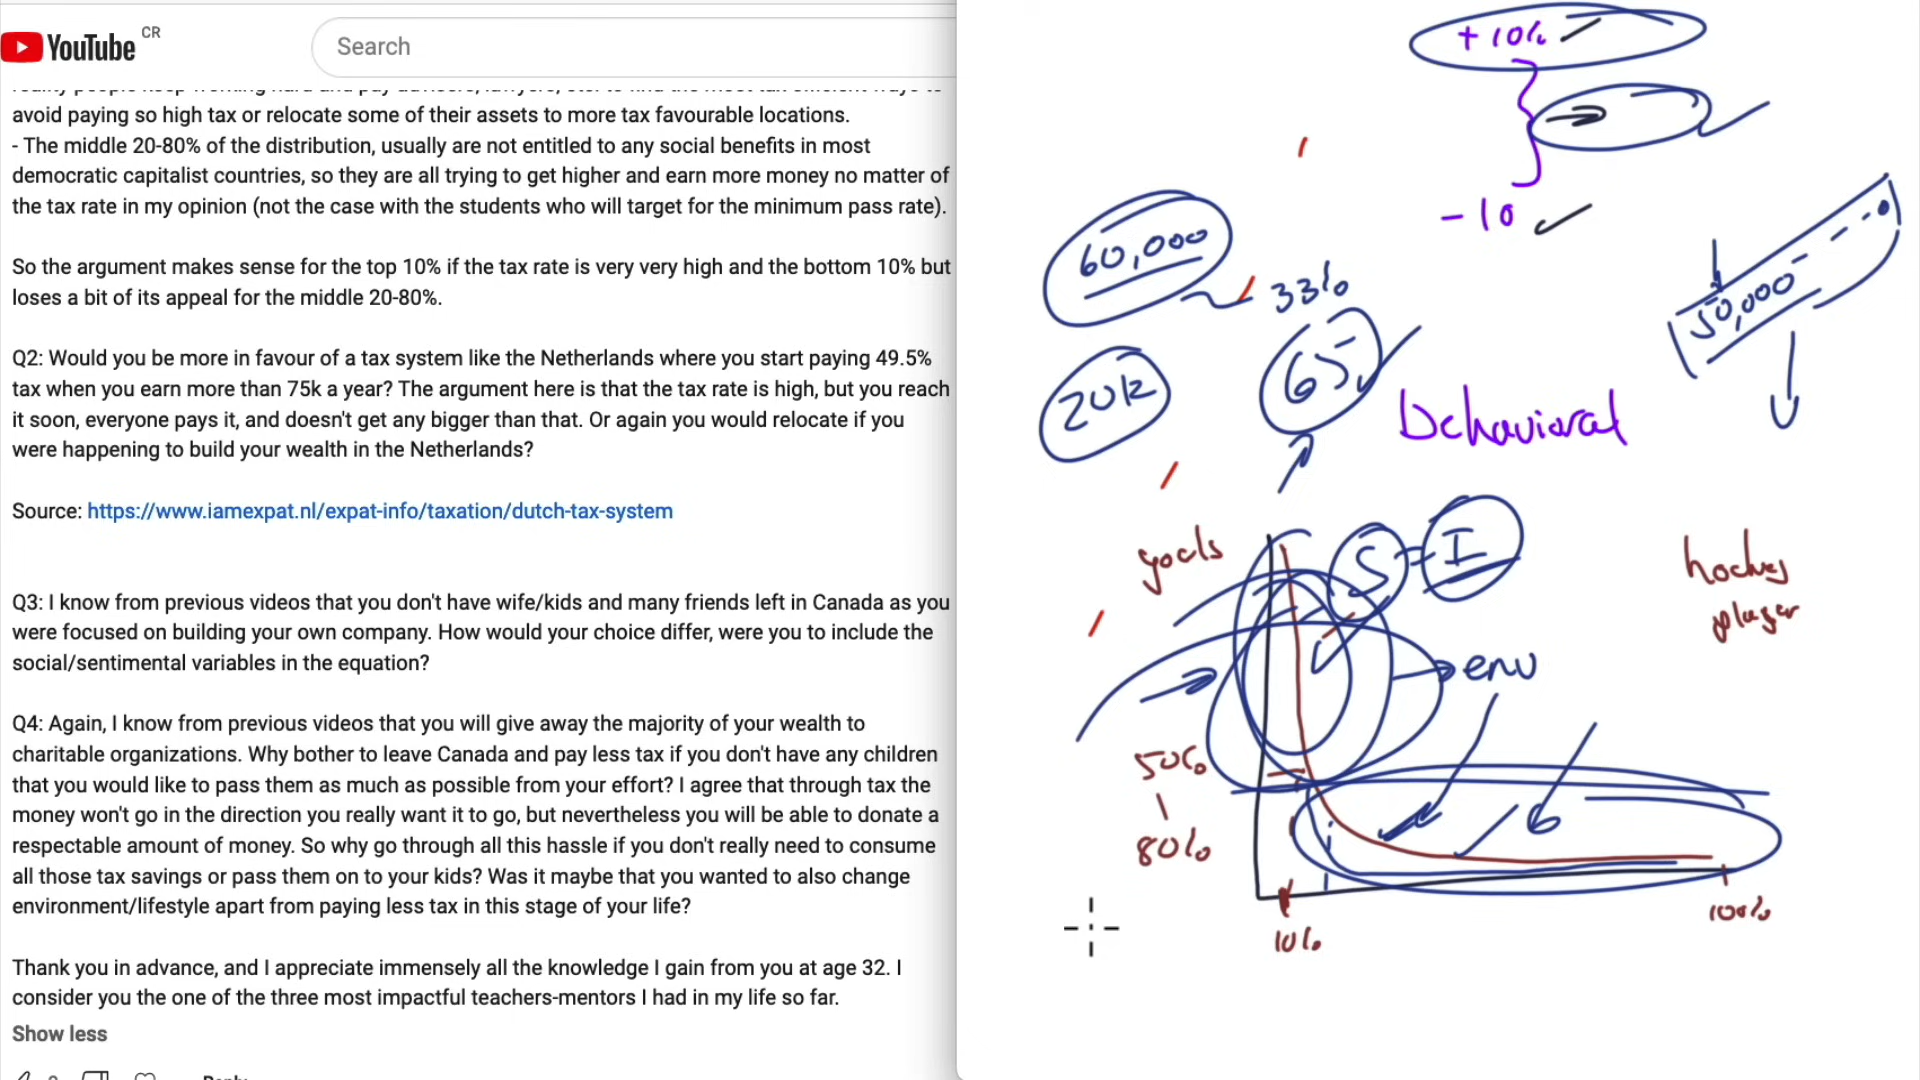 YouTube CR
Search
avoid paying so high tax or relocate some of their assets to more tax favourable locations.
- The middle 20-80% of the distribution, usually are not entitled to any social benefits in most
democratic capitalist countries, so they are all trying to get higher and earn more money no matter of
the tax rate in my opinion (not the case with the students who will target for the minimum pass rate).
So the argument makes sense for the top 10% if the tax rate is very very high and the bottom 10% but
loses a bit of its appeal for the middle 20-80%.
Q2: Would you be more in favour of a tax system like the Netherlands where you start paying 49.5%
tax when you earn more than 75k a year? The argument here is that the tax rate is high, but you reach
it soon, everyone pays it, and doesn't get any bigger than that. Or again you would relocate if you
were happening to build your wealth in the Netherlands?
Source: https://www.iamexpat.nl/expat-info/taxation/dutch-tax-system
Q3: I know from previous videos that you don't have wife/kids and many friends left in Canada as you
were focused on building your own company. How would your choice differ, were you to include the
social/sentimental variables in the equation?
Q4: Again, I know from previous videos that you will give away the majority of your wealth to
charitable organizations. Why bother to leave Canada and pay less tax if you don't have any children
that you would like to pass them as much as possible from your effort? I agree that through tax the
money won't go in the direction you really want it to go, but nevertheless you will be able to donate a
respectable amount of money. So why go through all this hassle if you don't really need to consume
all those tax savings or pass them on to your kids? Was it maybe that you wanted to also change
environment/lifestyle apart from paying less tax in this stage of your life?
Thank you in advance, and I appreciate immensely all the knowledge I gain from you at age 32. I
consider you the one of the three most impactful teachers-mentors I had in my life so far.
Show less
+10%
-10
60,000
33%
50,000
20k
65
behavioral
goals
S
I
hockey
player
env
50%
80%
6
10%
100%